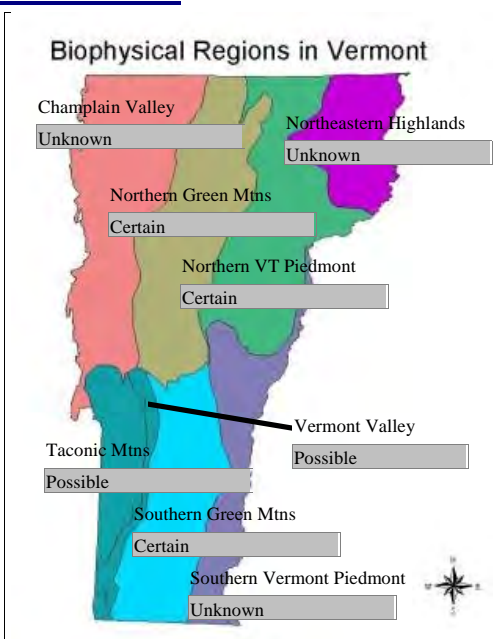 Biophysical Regions in Vermont
Champlain Valley
Unknown
Northeastern Highlands
Unknown
Northern Green Mtns
Certain
Northern VT Piedmont
Certain
Vermont Valley
Possible
Taconic Mtns
Possible
Southern Green Mtns
Certain
Southern Vermont Piedmont
Unknown